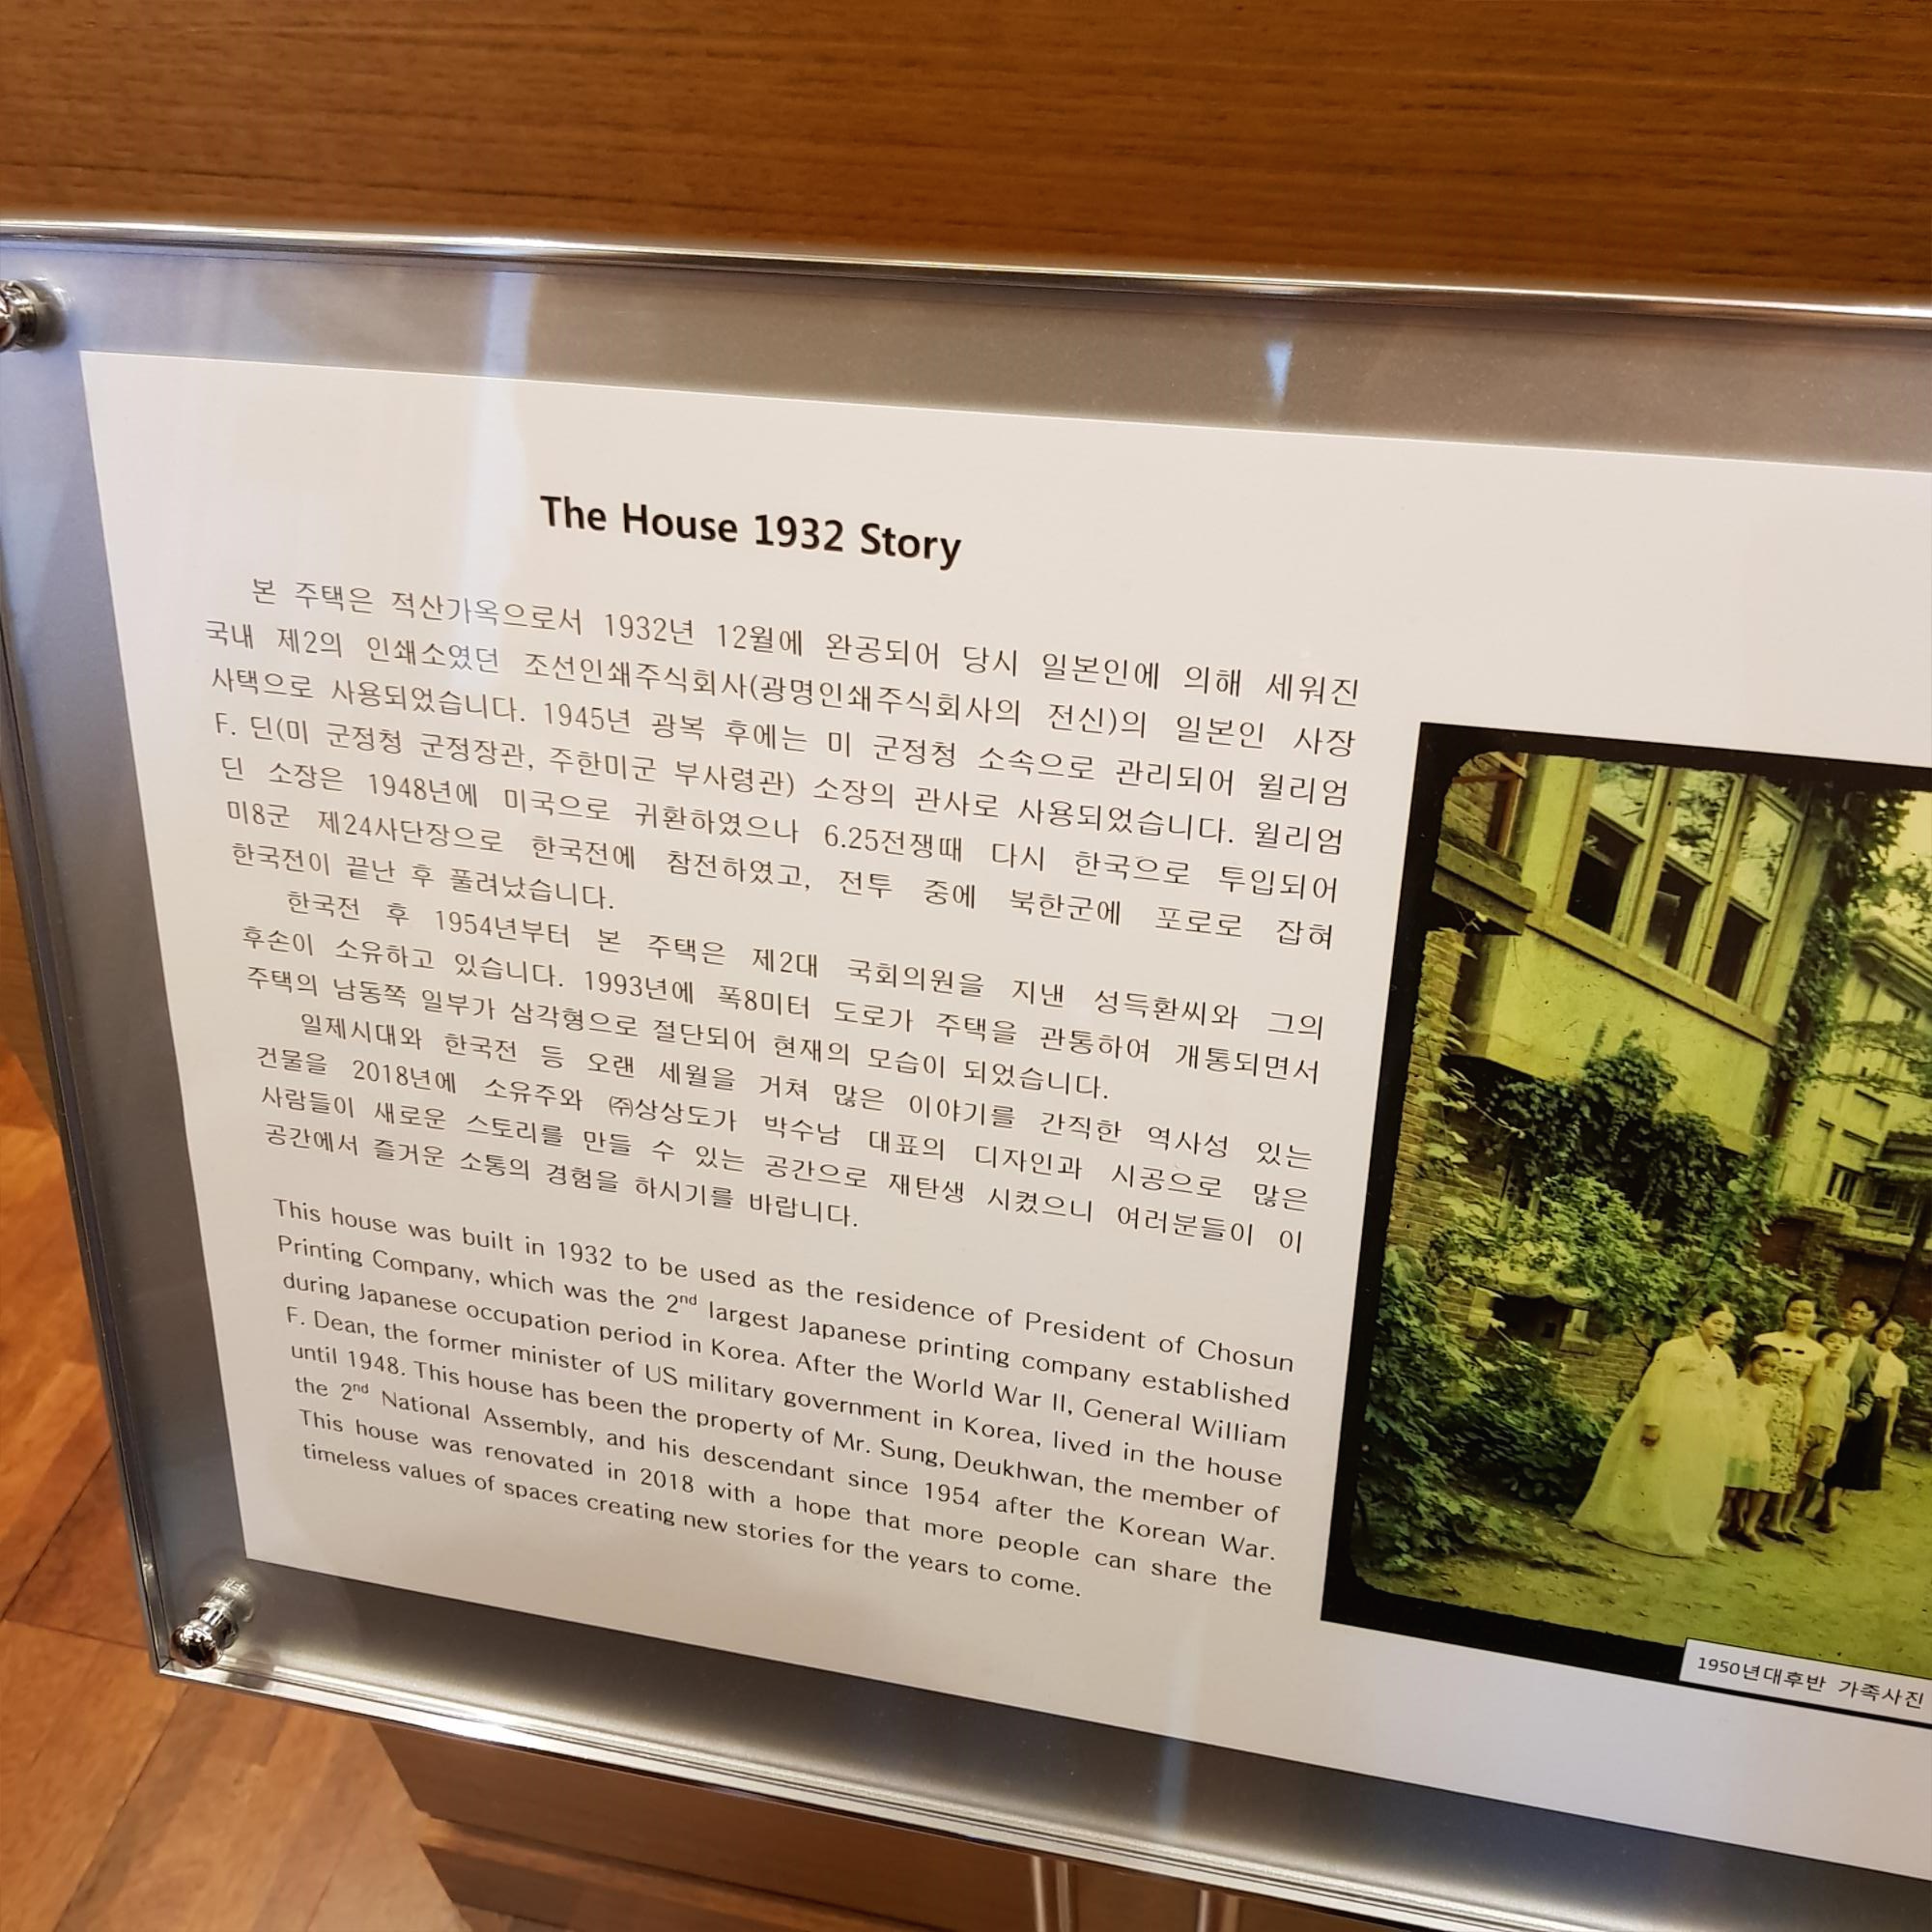 The House 1932 Story
본 주택은 적산가옥으로서 1932년 12월에 완공되어 당시 일본인에 의해 세워진
국내 제2의 인쇄소였던 조선인쇄주식회사(광명인쇄주식회사의 전신)의 일본인 사장
사택으로 사용되었습니다. 1945년 광복 후에는 미 군정청 소속으로 관리되어 윌리엄
F. 딘(미 군정청 군정장관, 주한미군 부사령관) 소장의 관사로 사용되었습니다. 윌리엄
딘 소장은 1948년에 미국으로 귀환하였으나 6.25전쟁때 다시 한국으로 투입되어
미8군 제24사단장으로 한국전에 참전하였고, 전투 중에 북한군에 포로로 잡혀
한국전이 끝난 후 풀려났습니다.
한국전 후 1954년부터 본 주택은 제2대 국회의원을 지낸 성득환씨와 그의
후손이 소유하고 있습니다. 1993년에 폭8미터 도로가 주택을 관통하여 개통되면서
주택의 남동쪽 일부가 삼각형으로 절단되어 현재의 모습이 되었습니다.
일제시대와 한국전 등 오랜 세월을 거쳐 많은 이야기를 간직한 역사성 있는
건물을 2018년에 소유주와 ㈜상상도가 박수남 대표의 디자인과 시공으로 많은
사람들이 새로운 스토리를 만들 수 있는 공간으로 재탄생 시켰으니 여러분들이 이
공간에서 즐거운 소통의 경험을 하시기를 바랍니다.
This house was built in 1932 to be used as the residence of President of Chosun
Printing Company, which was the 2nd largest Japanese printing company established
during Japanese occupation period in Korea. After the World War II, General William
F. Dean, the former minister of US military government in Korea, lived in the house
until 1948. This house has been the property of Mr. Sung, Deukhwan, the member of
the 2nd National Assembly, and his descendant since 1954 after the Korean War.
This house was renovated in 2018 with a hope that more people can share the
timeless values of spaces creating new stories for the years to come.
1950년대후반 가족사진